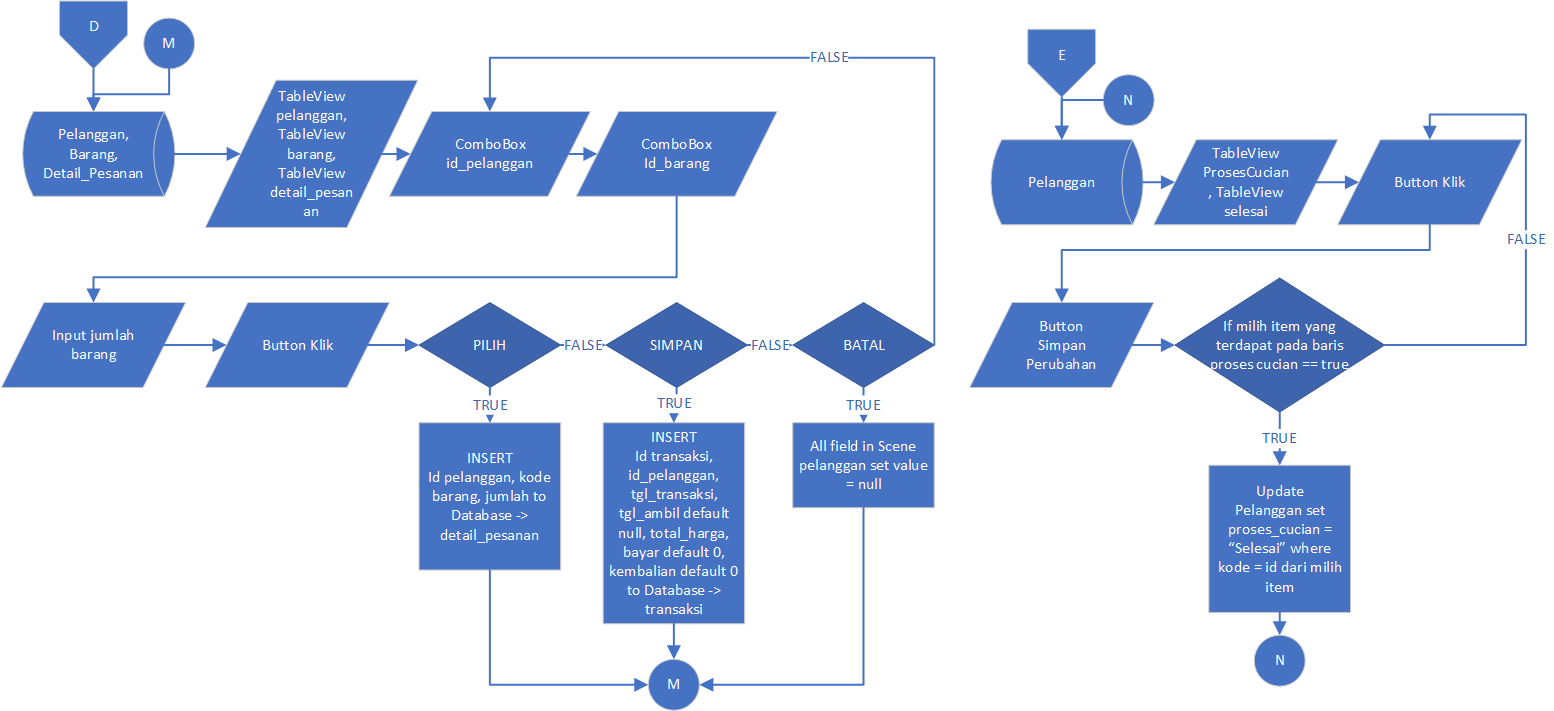 D
M
Pelanggan,
Barang,
Detail_Pesanan
TableView
pelanggan,
TableView
barang,
TableView
detail_pesan
an
ComboBox
id_pelanggan
ComboBox
Id_barang
FALSE
Input jumlah
barang
Button Klik
PILIH
FALSE
SIMPAN
FALSE
BATAL
TRUE
TRUE
TRUE
INSERT
Id pelanggan, kode
barang, jumlah to
Database ->
detail_pesanan
INSERT
Id transaksi,
id_pelanggan,
tgl_transaksi,
tgl_ambil default
null, total_harga,
bayar default 0,
kembalian default 0
to Database ->
transaksi
All field in Scene
pelanggan set value
= null
M
E
N
Pelanggan
TableView
ProsesCucian
, TableView
selesai
Button Klik
FALSE
Button
Simpan
Perubahan
If milih item yang
terdapat pada baris
proses cucian == true
TRUE
Update
Pelanggan set
proses_cucian =
“Selesai” where
kode = id dari milih
item
N